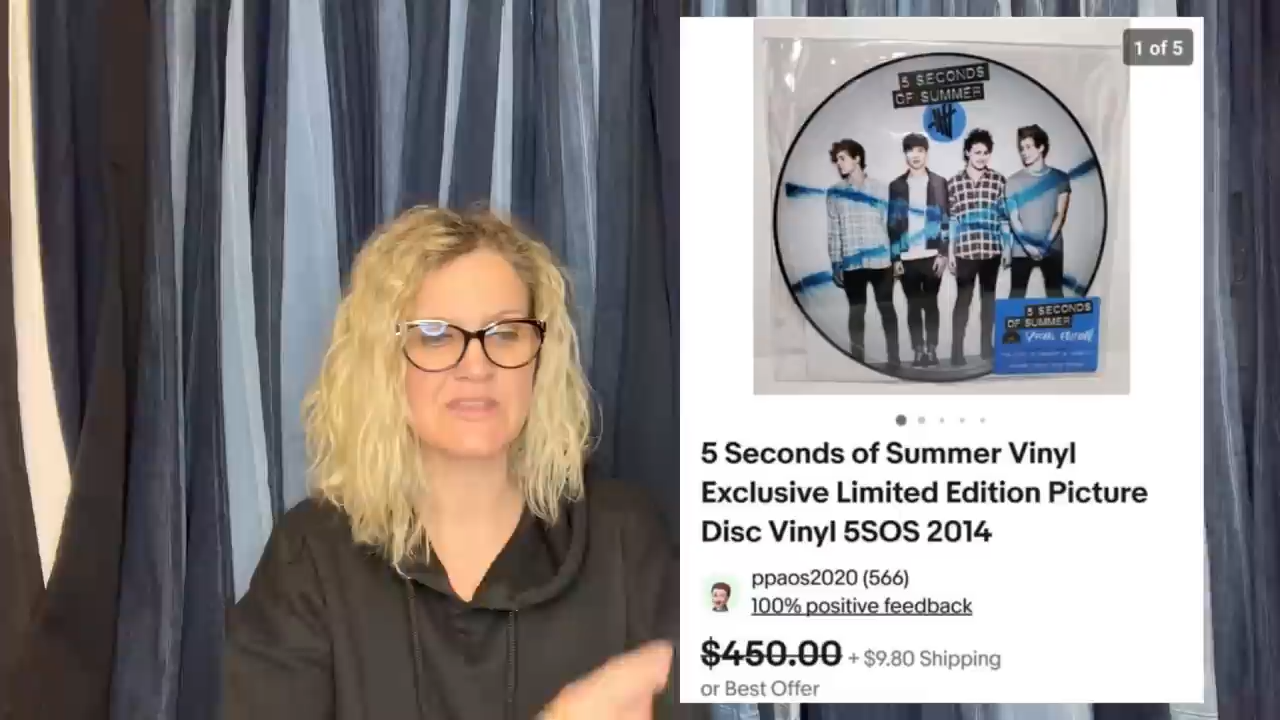 1 of 5
5 SECONDS
OF SUMMER
5 SECONDS
OF SUMMER
5 Seconds of Summer Vinyl
Exclusive Limited Edition Picture
Disc Vinyl 5SOS 2014
ppaos2020 (566)
100% positive feedback
$450.00 + $9.80 Shipping
or Best Offer